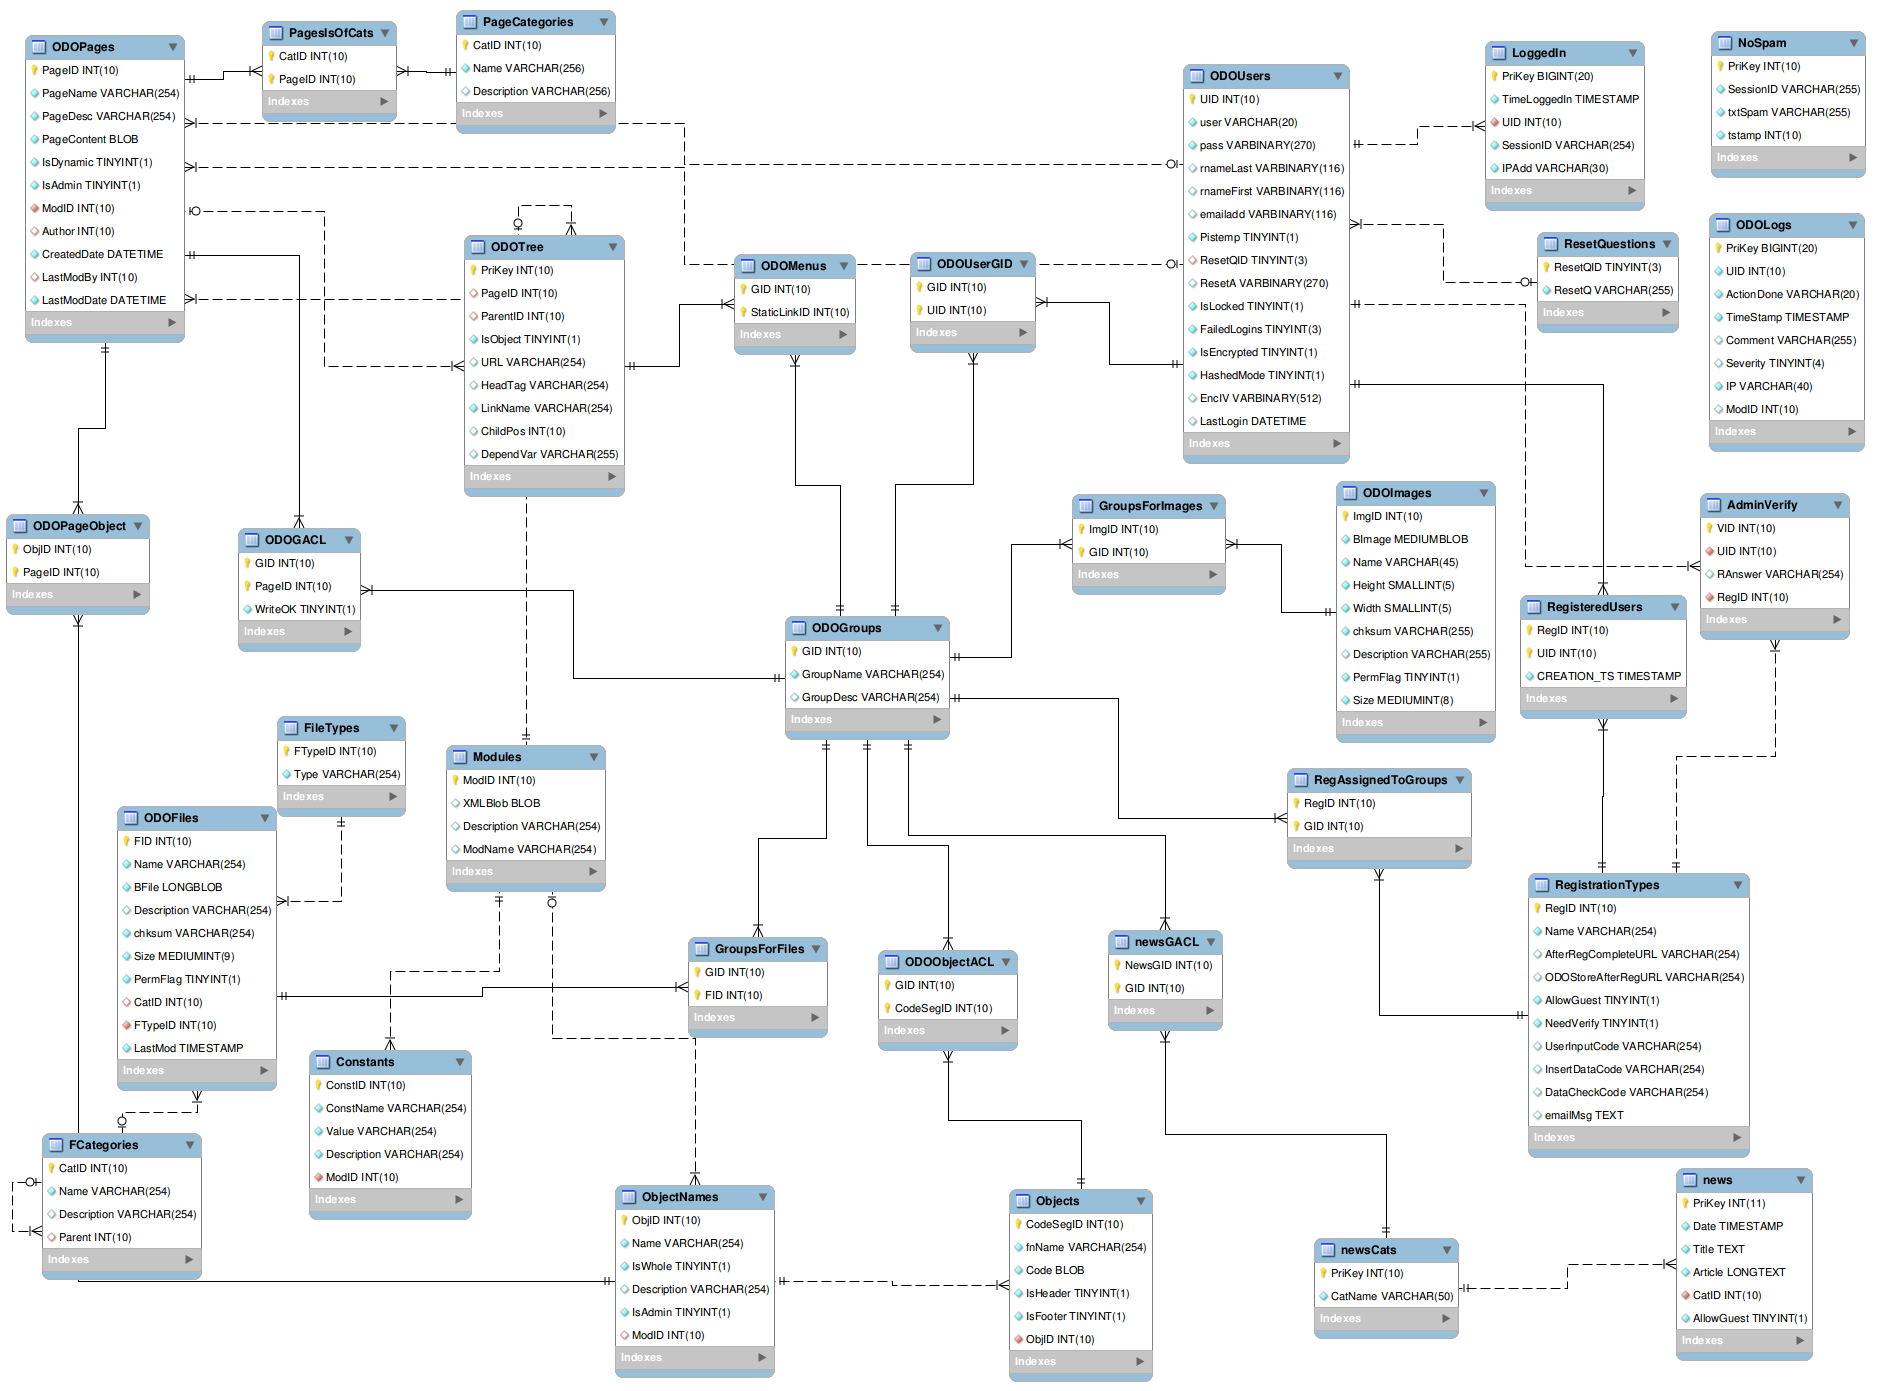 ODOPages
PageID INT(10)
PageName VARCHAR(254)
PageDesc VARCHAR(254)
PageContent BLOB
IsDynamic TINYINT(1)
IsAdmin TINYINT(1)
ModID INT(10)
Author INT(10)
CreatedDate DATETIME
LastModBy INT(10)
LastModDate DATETIME
Indexes
PagesIsOfCats
CatID INT(10)
PageID INT(10)
Indexes
PageCategories
CatID INT(10)
Name VARCHAR(256)
Description VARCHAR(256)
Indexes
ODOUsers
UID INT(10)
user VARCHAR(20)
pass VARBINARY(270)
rnameLast VARBINARY(116)
rnameFirst VARBINARY(116)
emailadd VARBINARY(116)
Pistemp TINYINT(1)
ResetQID TINYINT(3)
ResetA VARBINARY(270)
IsLocked TINYINT(1)
FailedLogins TINYINT(3)
IsEncrypted TINYINT(1)
HashedMode TINYINT(1)
EncIV VARBINARY(512)
LastLogin DATETIME
Indexes
LoggedIn
PriKey BIGINT(20)
TimeLoggedIn TIMESTAMP
UID INT(10)
SessionID VARCHAR(254)
IPAdd VARCHAR(30)
Indexes
NoSpam
PriKey INT(10)
SessionID VARCHAR(255)
txtSpam VARCHAR(255)
tstamp INT(10)
Indexes
ODOLogs
PriKey BIGINT(20)
UID INT(10)
ActionDone VARCHAR(20)
TimeStamp TIMESTAMP
Comment VARCHAR(255)
Severity TINYINT(4)
IP VARCHAR(40)
ModID INT(10)
Indexes
ResetQuestions
ResetQID TINYINT(3)
ResetQ VARCHAR(255)
Indexes
ODOTree
PriKey INT(10)
PageID INT(10)
ParentID INT(10)
IsObject TINYINT(1)
URL VARCHAR(254)
HeadTag VARCHAR(254)
LinkName VARCHAR(254)
ChildPos INT(10)
DependVar VARCHAR(255)
Indexes
ODOMenus
GID INT(10)
StaticLinkID INT(10)
Indexes
ODOUserGID
GID INT(10)
UID INT(10)
Indexes
ODOPageObject
ObjID INT(10)
PageID INT(10)
Indexes
ODOGACL
GID INT(10)
PageID INT(10)
WriteOK TINYINT(1)
Indexes
GroupsForImages
ImgID INT(10)
GID INT(10)
Indexes
ODOImages
ImgID INT(10)
BImage MEDIUMBLOB
Name VARCHAR(45)
Height SMALLINT(5)
Width SMALLINT(5)
chksum VARCHAR(255)
Description VARCHAR(255)
PermFlag TINYINT(1)
Size MEDIUMINT(8)
Indexes
AdminVerify
VID INT(10)
UID INT(10)
RAnswer VARCHAR(254)
RegID INT(10)
Indexes
RegisteredUsers
RegID INT(10)
UID INT(10)
CREATION_TS TIMESTAMP
Indexes
ODOGroups
GID INT(10)
GroupName VARCHAR(254)
GroupDesc VARCHAR(254)
Indexes
FileTypes
FTypeID INT(10)
Type VARCHAR(254)
Indexes
Modules
ModID INT(10)
XMLBlob BLOB
Description VARCHAR(254)
ModName VARCHAR(254)
Indexes
RegAssignedToGroups
RegID INT(10)
GID INT(10)
Indexes
ODOFiles
FID INT(10)
Name VARCHAR(254)
BFile LONGBLOB
Description VARCHAR(254)
chksum VARCHAR(254)
Size MEDIUMINT(9)
PermFlag TINYINT(1)
CatID INT(10)
FTypeID INT(10)
LastMod TIMESTAMP
Indexes
RegistrationTypes
RegID INT(10)
Name VARCHAR(254)
AfterRegCompleteURL VARCHAR(254)
ODOStoreAfterRegURL VARCHAR(254)
AllowGuest TINYINT(1)
NeedVerify TINYINT(1)
UserInputCode VARCHAR(254)
InsertDataCode VARCHAR(254)
DataCheckCode VARCHAR(254)
emailMsg TEXT
Indexes
GroupsForFiles
GID INT(10)
FID INT(10)
Indexes
ODOObjectACL
GID INT(10)
CodeSegID INT(10)
Indexes
newsGACL
NewsGID INT(10)
GID INT(10)
Indexes
Constants
ConstID INT(10)
ConstName VARCHAR(254)
Value VARCHAR(254)
Description VARCHAR(254)
ModID INT(10)
Indexes
FCategories
CatID INT(10)
Name VARCHAR(254)
Description VARCHAR(254)
Parent INT(10)
Indexes
ObjectNames
ObjID INT(10)
Name VARCHAR(254)
IsWhole TINYINT(1)
Description VARCHAR(254)
IsAdmin TINYINT(1)
ModID INT(10)
Indexes
Objects
CodeSegID INT(10)
fnName VARCHAR(254)
Code BLOB
IsHeader TINYINT(1)
IsFooter TINYINT(1)
ObjID INT(10)
Indexes
newsCats
PriKey INT(10)
CatName VARCHAR(50)
Indexes
news
PriKey INT(11)
Date TIMESTAMP
Title TEXT
Article LONGTEXT
CatID INT(10)
AllowGuest TINYINT(1)
Indexes